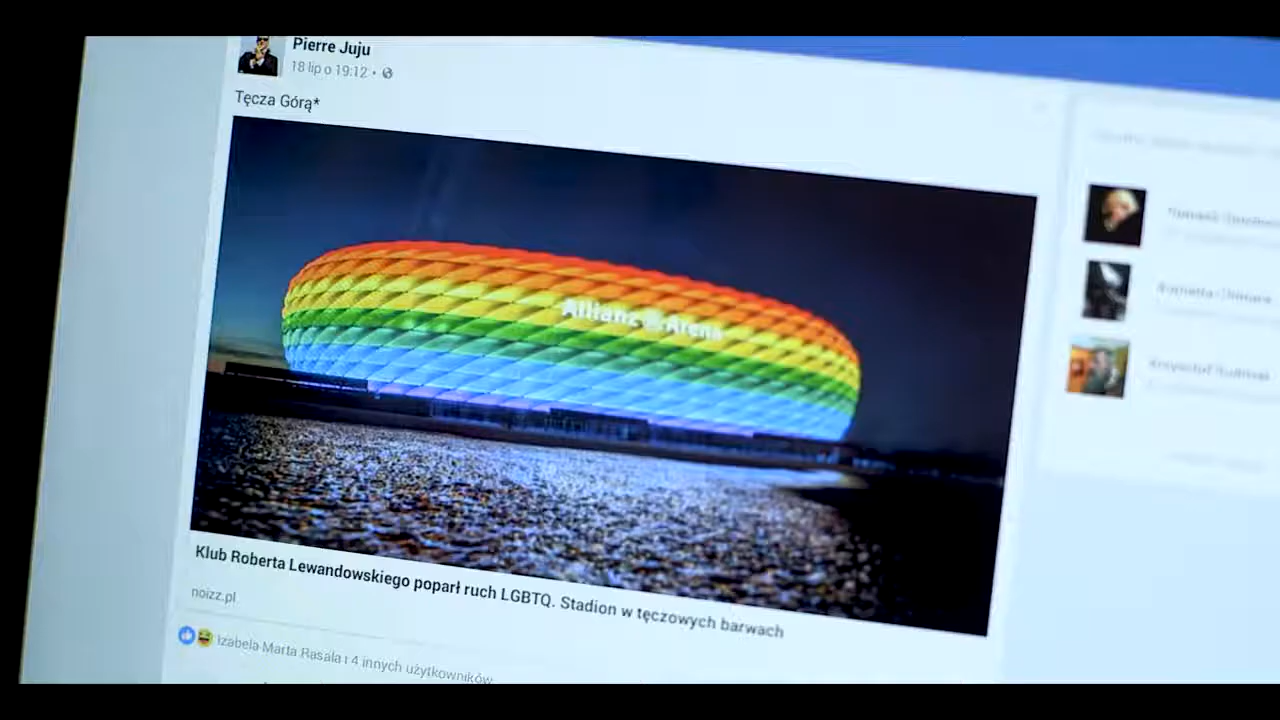 Pierre Juju
18 lip o 19:12 •
Tęcza Górą*
Allianz Arena
Klub Roberta Lewandowskiego poparł ruch LGBTQ. Stadion w tęczowych barwach
noizz.pl
Izabela Marta Rasała i 4 innych użytkowników